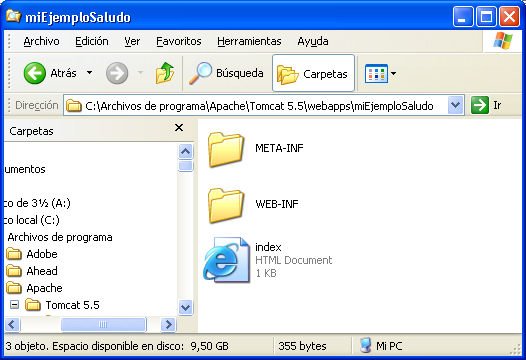 miEjemploSaludo
Archivo Edición Ver Favoritos Herramientas Ayuda
Atrás Búsqueda Carpetas
Dirección C:\Archivos de programa\Apache\Tomcat 5.5\webapps\miEjemploSaludo Ir
Carpetas
umentos
co de 3½ (A:)
co local (C:)
Archivos de programa
Adobe
Ahead
Apache
Tomcat 5.5
META-INF
WEB-INF
index
HTML Document
1 KB
3 objeto. Espacio disponible en disco: 9,50 GB 355 bytes Mi PC